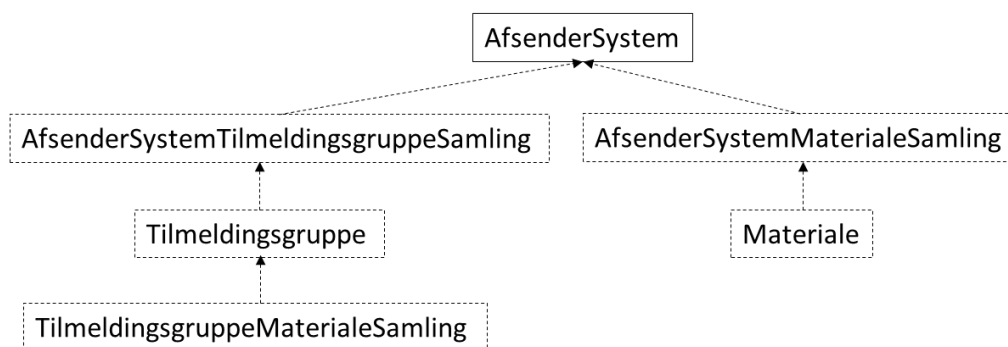 AfsenderSystem
AfsenderSystemTilmeldingsgruppeSamling
AfsenderSystemMaterialeSamling
Tilmeldingsgruppe
Materiale
TilmeldingsgruppeMaterialeSamling